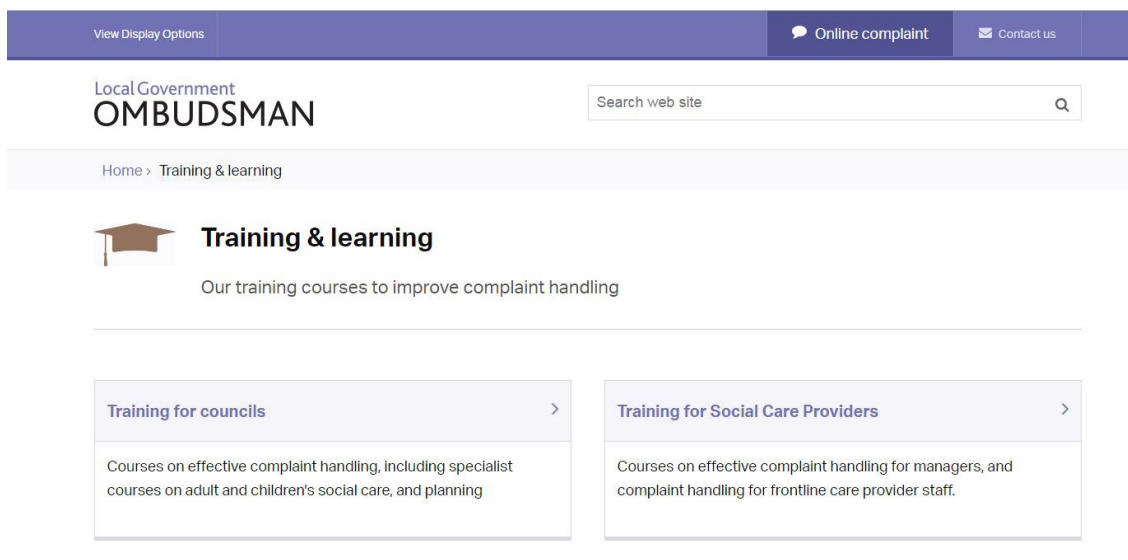 View Display Options
Online complaint
Contact us
Local Government
OMBUDSMAN
Search web site
Home › Training & learning
Training & learning
Our training courses to improve complaint handling
Training for councils
Courses on effective complaint handling, including specialist
courses on adult and children's social care, and planning
Training for Social Care Providers
Courses on effective complaint handling for managers, and
complaint handling for frontline care provider staff.